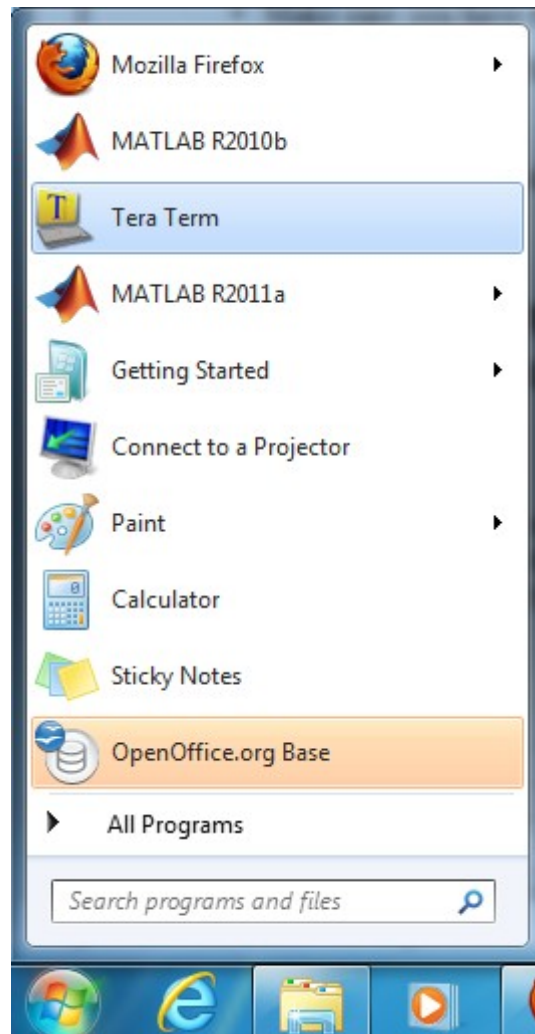 Mozilla Firefox
MATLAB R2010b
T
Tera Term
MATLAB R2011a
Getting Started
Connect to a Projector
Paint
0
Calculator
Sticky Notes
OpenOffice.org Base
All Programs
Search programs and files